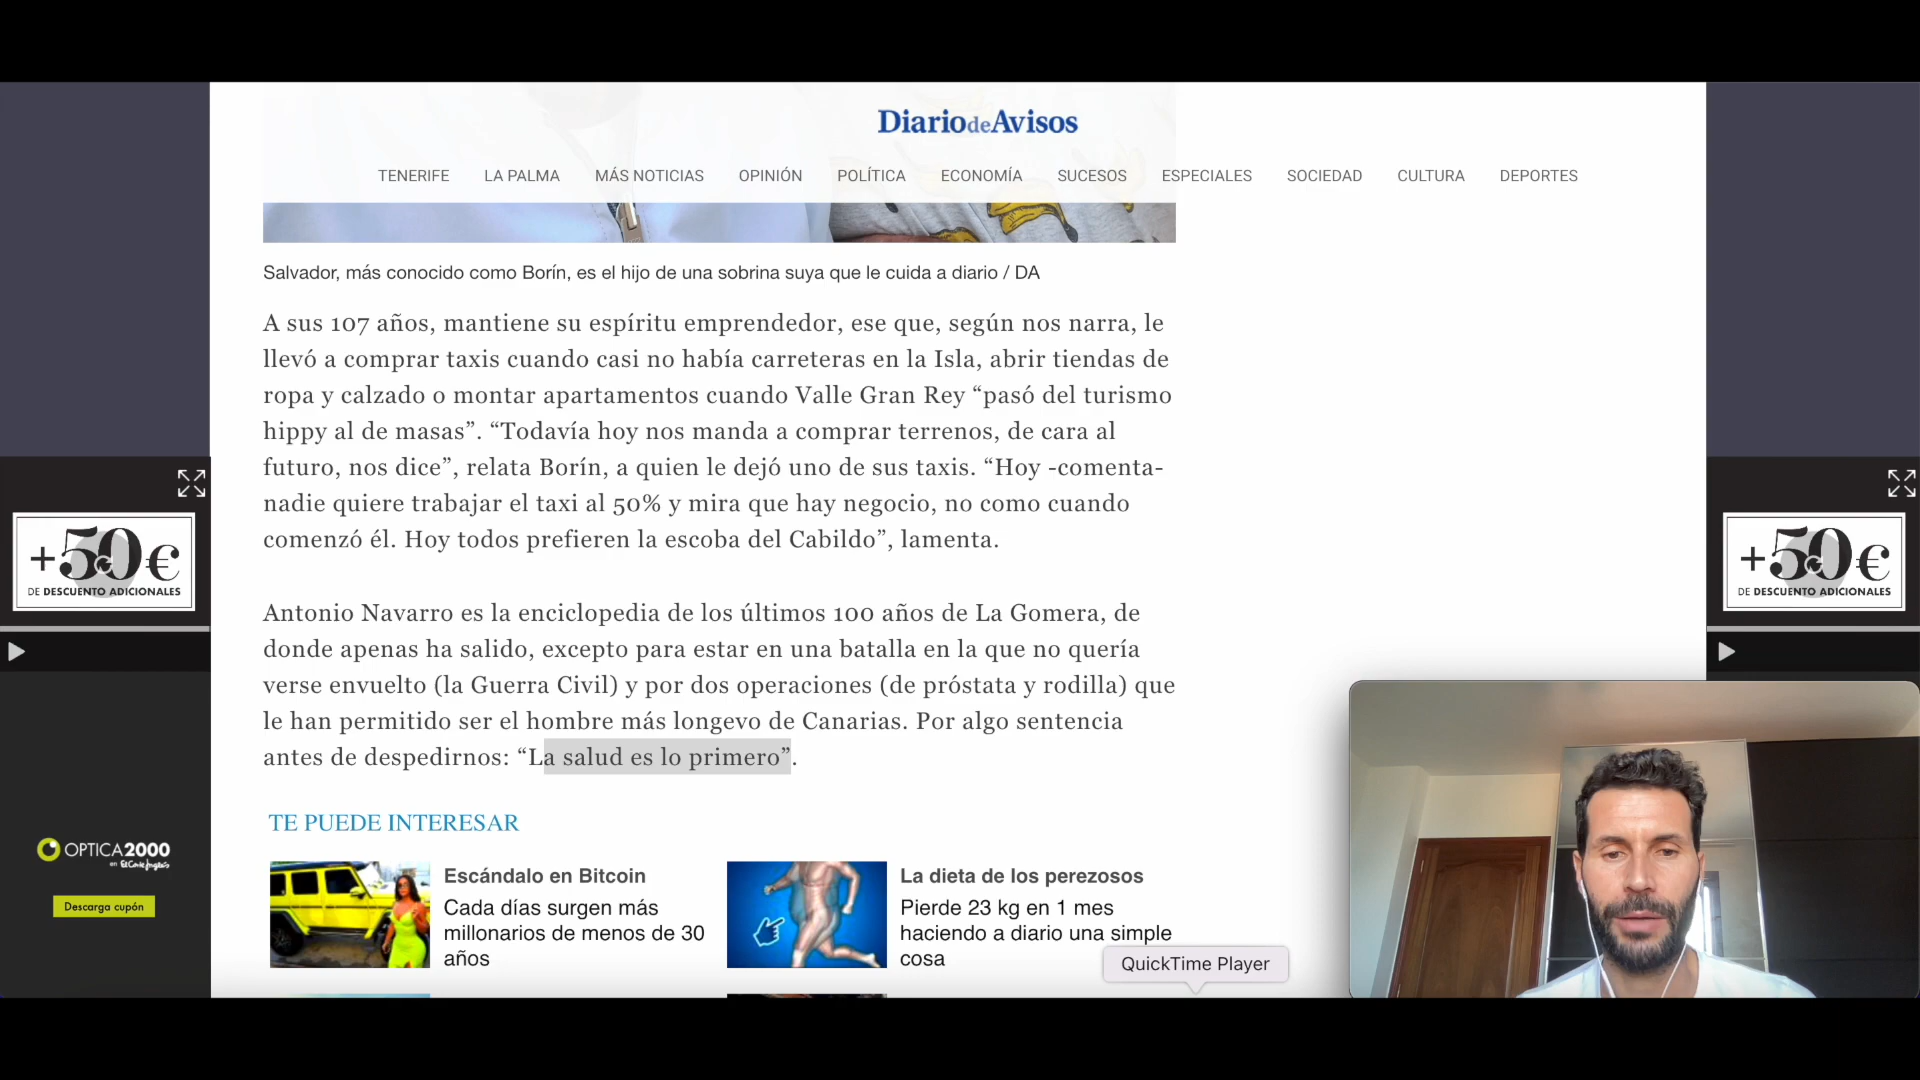 DiariodeAvisos
TENERIFE LA PALMA MÁS NOTICIAS OPINIÓN POLÍTICA ECONOMÍA SUCESOS ESPECIALES SOCIEDAD CULTURA DEPORTES
Salvador, más conocido como Borín, es el hijo de una sobrina suya que le cuida a diario / DA
A sus 107 años, mantiene su espíritu emprendedor, ese que, según nos narra, le
llevó a comprar taxis cuando casi no había carreteras en la Isla, abrir tiendas de
ropa y calzado o montar apartamentos cuando Valle Gran Rey “pasó del turismo
hippy al de masas”. “Todavía hoy nos manda a comprar terrenos, de cara al
futuro, nos dice”, relata Borín, a quien le dejó uno de sus taxis. “Hoy -comenta-
nadie quiere trabajar el taxi al 50% y mira que hay negocio, no como cuando
comenzó él. Hoy todos prefieren la escoba del Cabildo”, lamenta.
Antonio Navarro es la enciclopedia de los últimos 100 años de La Gomera, de
donde apenas ha salido, excepto para estar en una batalla en la que no quería
verse envuelto (la Guerra Civil) y por dos operaciones (de próstata y rodilla) que
le han permitido ser el hombre más longevo de Canarias. Por algo sentencia
antes de despedirnos: “La salud es lo primero”.
TE PUEDE INTERESAR
Escándalo en Bitcoin
Cada días surgen más
millonarios de menos de 30
años
La dieta de los perezosos
Pierde 23 kg en 1 mes
haciendo a diario una simple
cosa
QuickTime Player
+50€
DE DESCUENTO ADICIONALES
OPTICA2000
en El Corte Inglés
Descarga cupón
+50€
DE DESCUENTO ADICIONALES